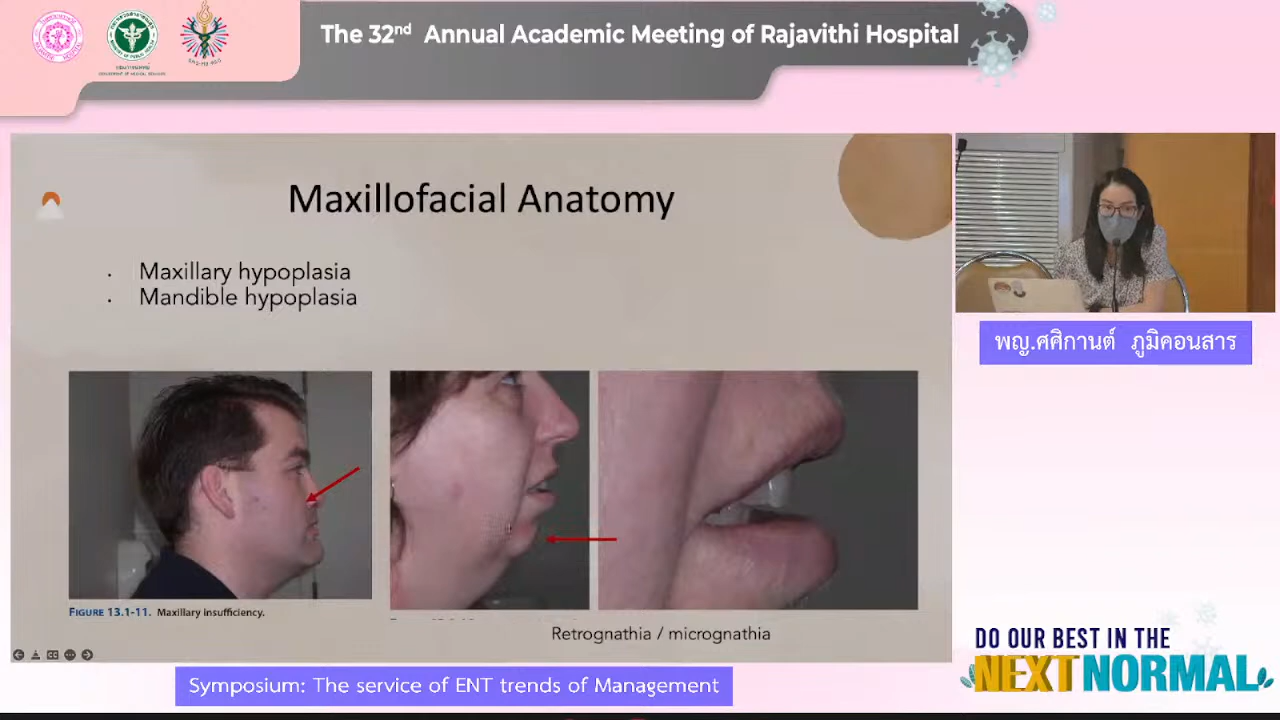 The 32nd Annual Academic Meeting of Rajavithi Hospital
Maxillofacial Anatomy
· Maxillary hypoplasia
· Mandible hypoplasia
พญ.ศศิกานต์ ภูมิคอนสาร
FIGURE 13.1-11. Maxillary insufficiency.
Retrognathia / micrognathia
DO OUR BEST IN THE
NEXT NORMAL
Symposium: The service of ENT trends of Management